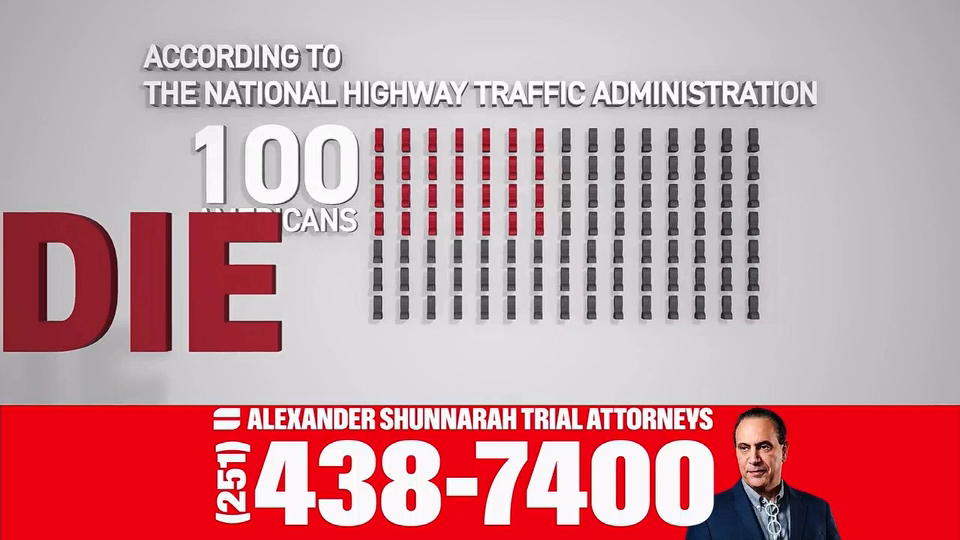 ACCORDING TO
THE NATIONAL HIGHWAY TRAFFIC ADMINISTRATION
100
AMERICANS
DIE
ALEXANDER SHUNNARAH TRIAL ATTORNEYS
(251) 438-7400